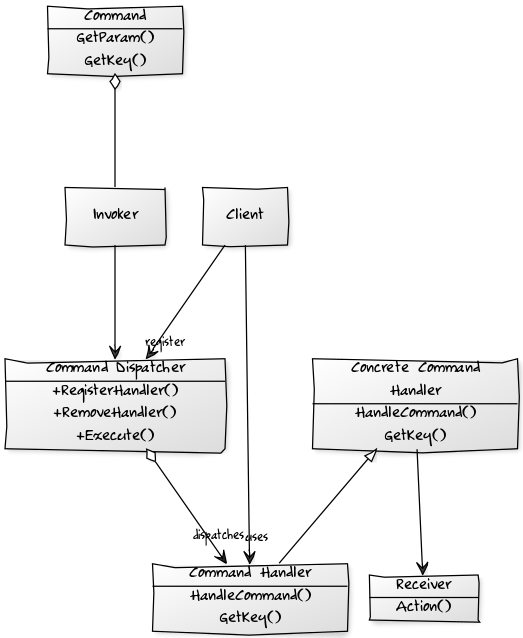 Command
GetParam()
GetKey()
Invoker
Client
register
Command Dispatcher
+RegisterHandler()
+RemoveHandler()
+Execute()
Concrete Command
Handler
HandleCommand()
GetKey()
dispatches
uses
Command Handler
HandleCommand()
GetKey()
Receiver
Action()